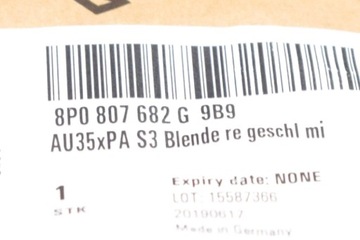 8P0 807 682 G 9B9
AU35xPA S3 Blende re geschl mi
1
STK
Expiry date: NONE
LOT: 15587366
20190617
Made in Germany